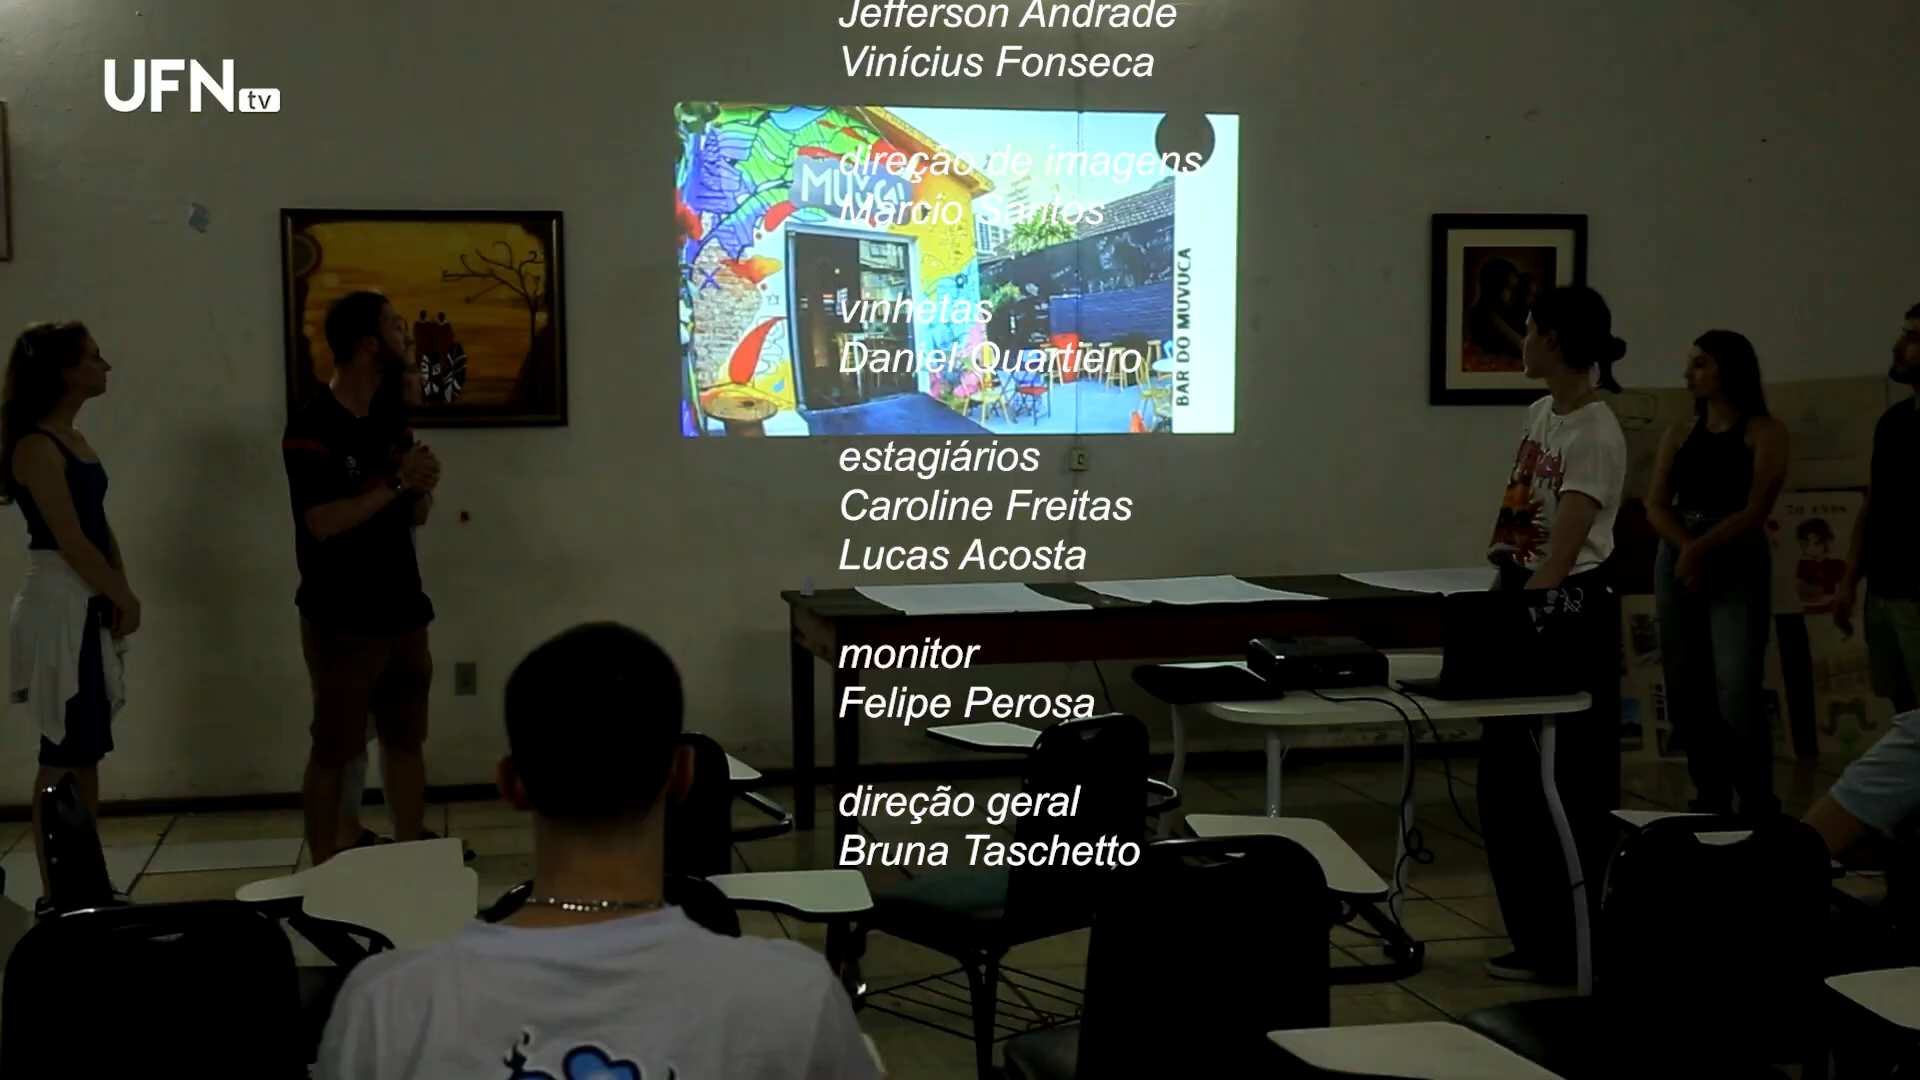 Jefferson Andrade
Vinícius Fonseca
UFN tv
direção de imagens
Marcio Santos
MUVUCA
vinhetas
Daniel Quartiero
BAR DO MUVUCA
estagiários
Caroline Freitas
Lucas Acosta
monitor
Felipe Perosa
direção geral
Bruna Taschetto